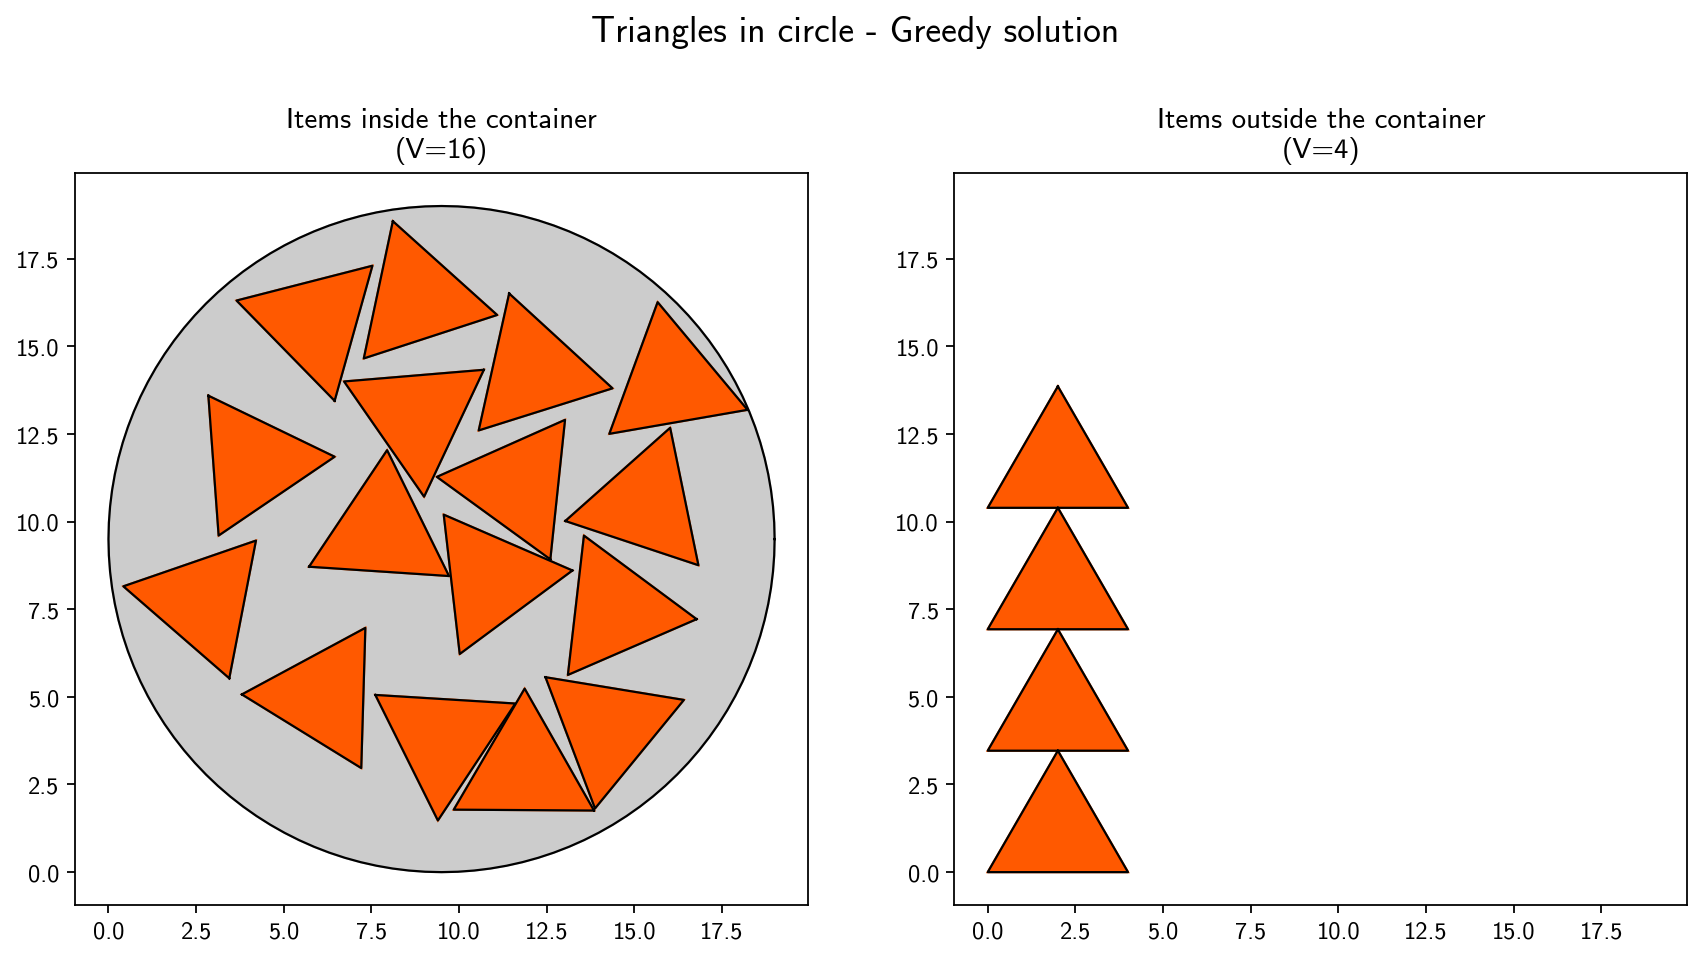 Triangles in circle - Greedy solution
Items inside the container
(V=16)
17.5
15.0
12.5
10.0
7.5
5.0
2.5
0.0
0.0 2.5 5.0 7.5 10.0 12.5 15.0 17.5
Items outside the container
(V=4)
17.5
15.0
12.5
10.0
7.5
5.0
2.5
0.0
0.0 2.5 5.0 7.5 10.0 12.5 15.0 17.5